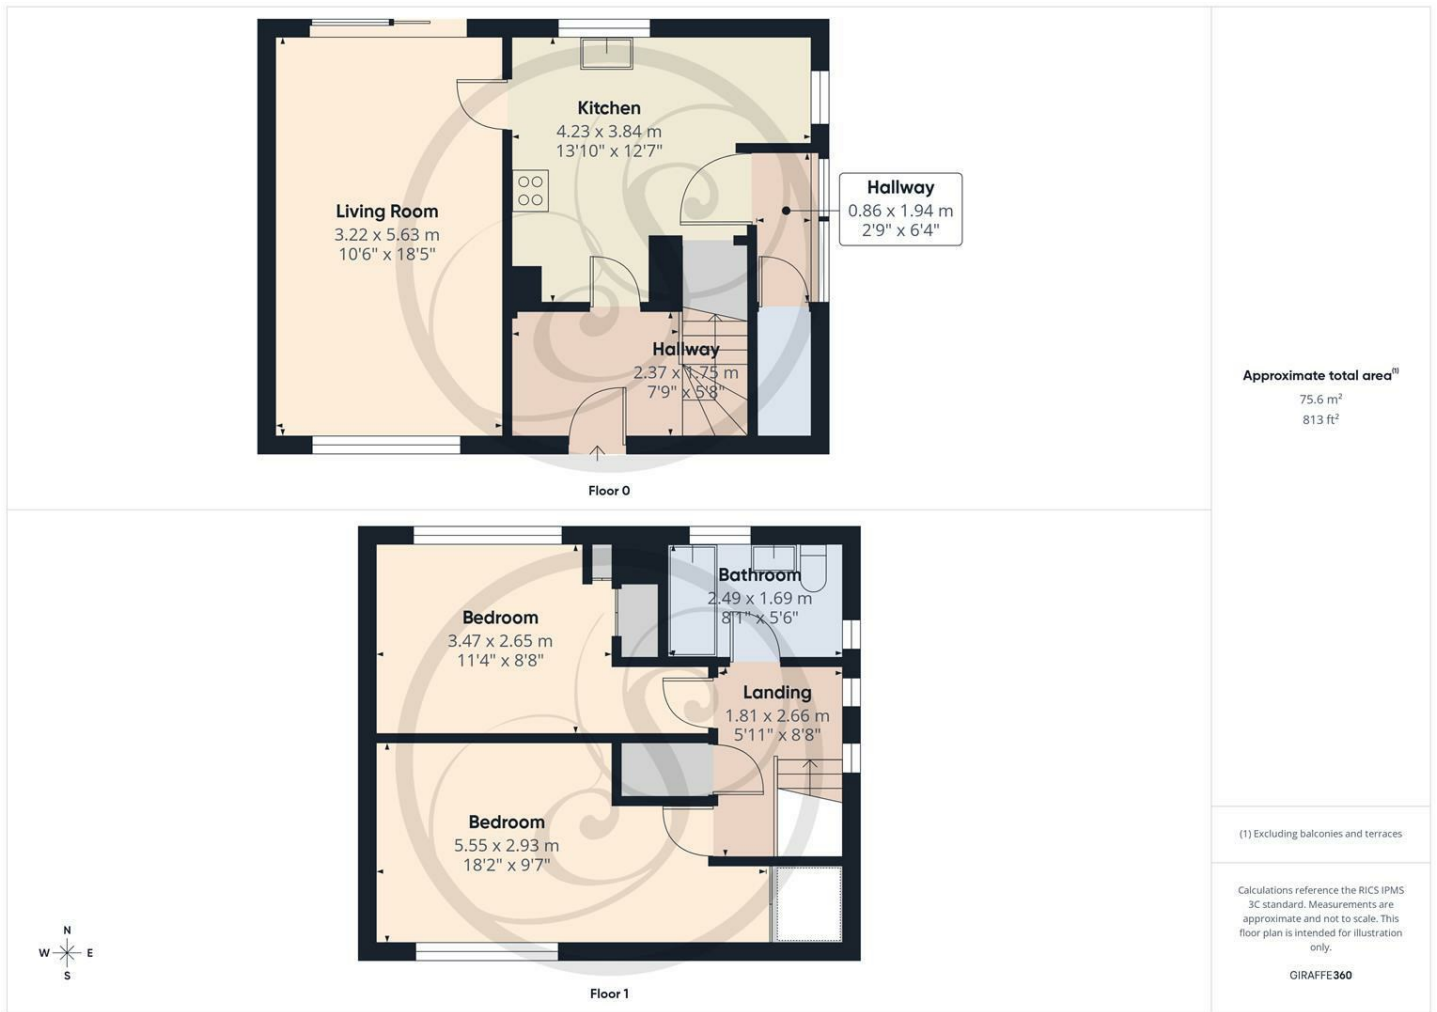 Kitchen
4.23 x 3.84 m
13'10" x 12'7"
Living Room
3.22 x 5.63 m
10'6" x 18'5"
Hallway
0.86 x 1.94 m
2'9" x 6'4"
Hallway
2.37 x 1.75 m
7'9" x 5'8"
Floor 0
Bathroom
2.49 x 1.69 m
8'1" x 5'6"
Bedroom
3.47 x 2.65 m
11'4" x 8'8"
Landing
1.81 x 2.66 m
5'11" x 8'8"
Bedroom
5.55 x 2.93 m
18'2" x 9'7"
Floor 1
N
W E
S
Approximate total area(1)
75.6 m²
813 ft²
(1) Excluding balconies and terraces
Calculations reference the RICS IPMS
3C standard. Measurements are
approximate and not to scale. This
floor plan is intended for illustration
only.
GIRAFFE360